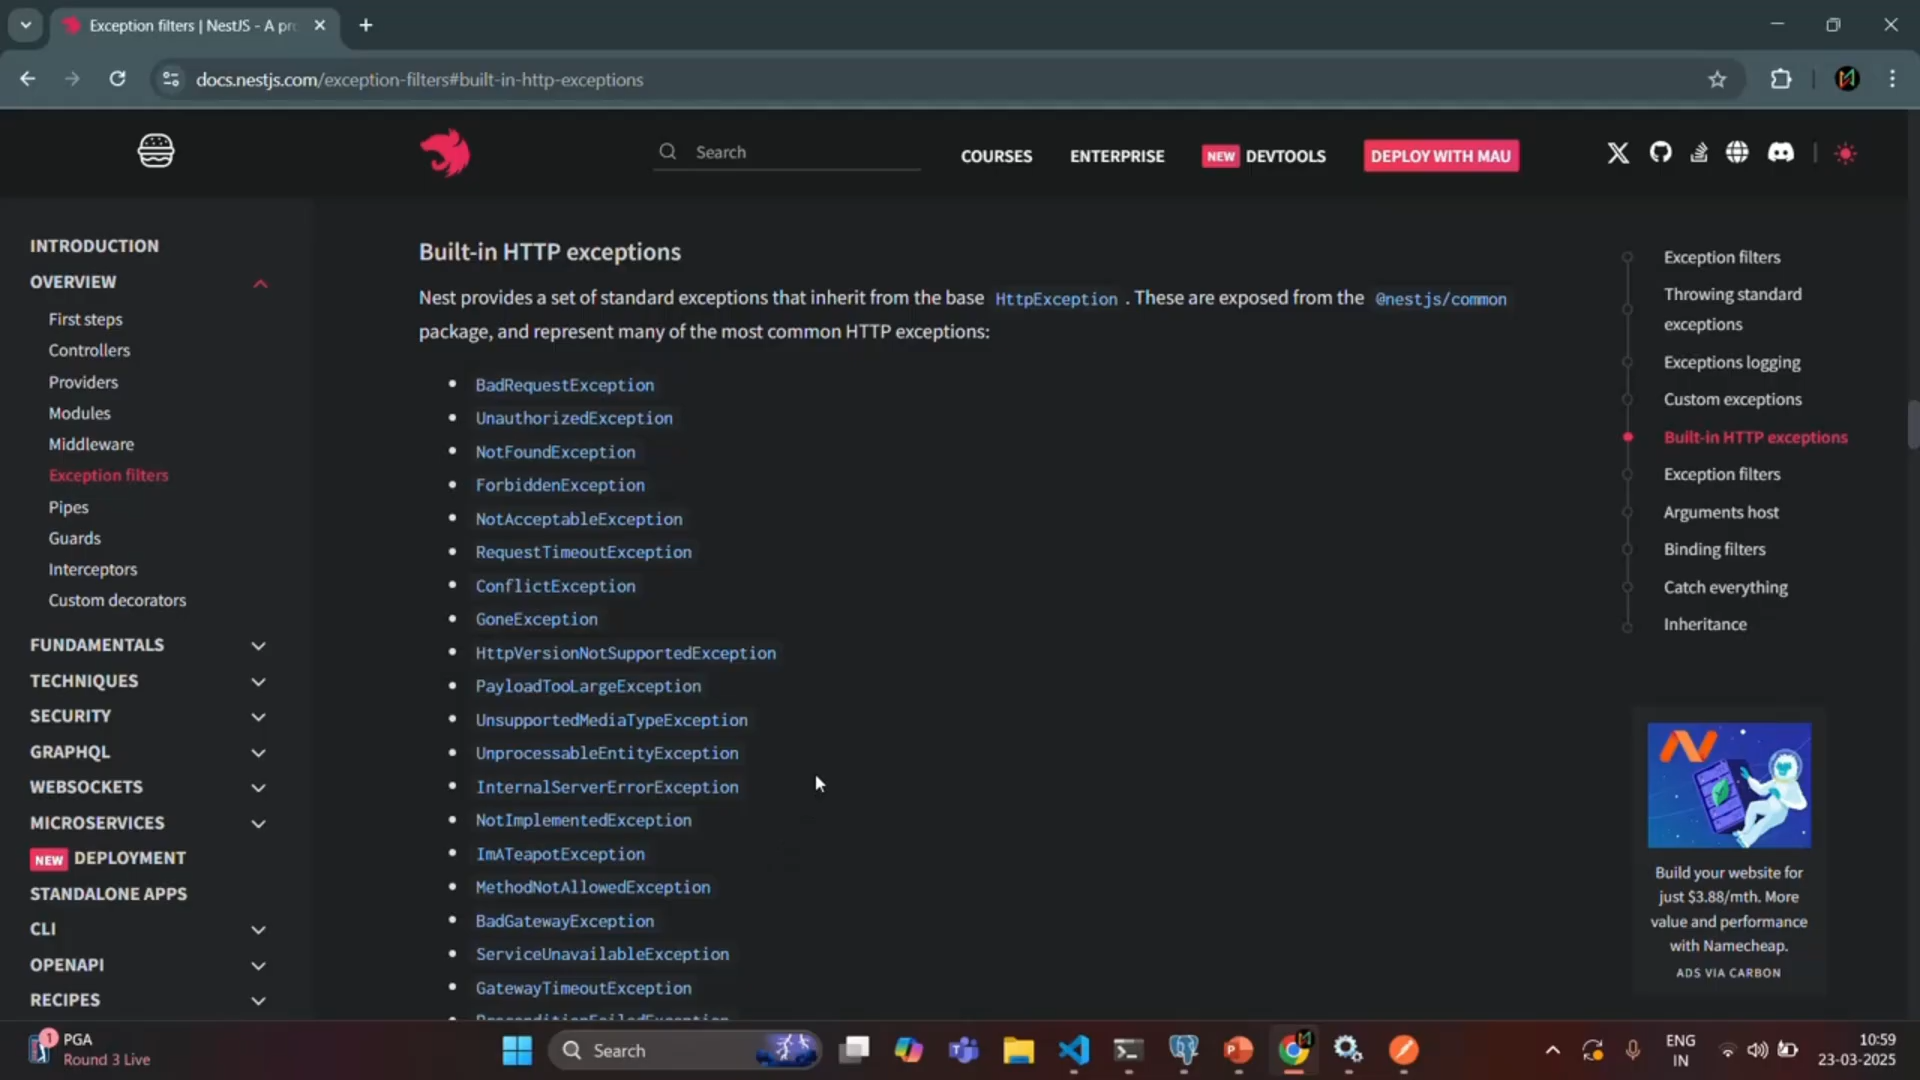 Exception filters | NestJS - A pro
docs.nestjs.com/exception-filters#built-in-http-exceptions
Search
COURSES
ENTERPRISE
NEW DEVTOOLS
DEPLOY WITH MAU
INTRODUCTION
OVERVIEW
First steps
Controllers
Providers
Modules
Middleware
Exception filters
Pipes
Guards
Interceptors
Custom decorators
FUNDAMENTALS
TECHNIQUES
SECURITY
GRAPHQL
WEBSOCKETS
MICROSERVICES
NEW DEPLOYMENT
STANDALONE APPS
CLI
OPENAPI
RECIPES
Built-in HTTP exceptions
Nest provides a set of standard exceptions that inherit from the base HttpException . These are exposed from the @nestjs/common
package, and represent many of the most common HTTP exceptions:
BadRequestException
UnauthorizedException
NotFoundException
ForbiddenException
NotAcceptableException
RequestTimeoutException
ConflictException
GoneException
HttpVersionNotSupportedException
PayloadTooLargeException
UnsupportedMediaTypeException
UnprocessableEntityException
InternalServerErrorException
NotImplementedException
ImATeapotException
MethodNotAllowedException
BadGatewayException
ServiceUnavailableException
GatewayTimeoutException
PreconditionFailedException
Exception filters
Throwing standard
exceptions
Exceptions logging
Custom exceptions
Built-in HTTP exceptions
Exception filters
Arguments host
Binding filters
Catch everything
Inheritance
Build your website for
just $3.88/mth. More
value and performance
with Namecheap.
ADS VIA CARBON
1
PGA
Round 3 Live
Search
ENG
IN
10:59
23-03-2025